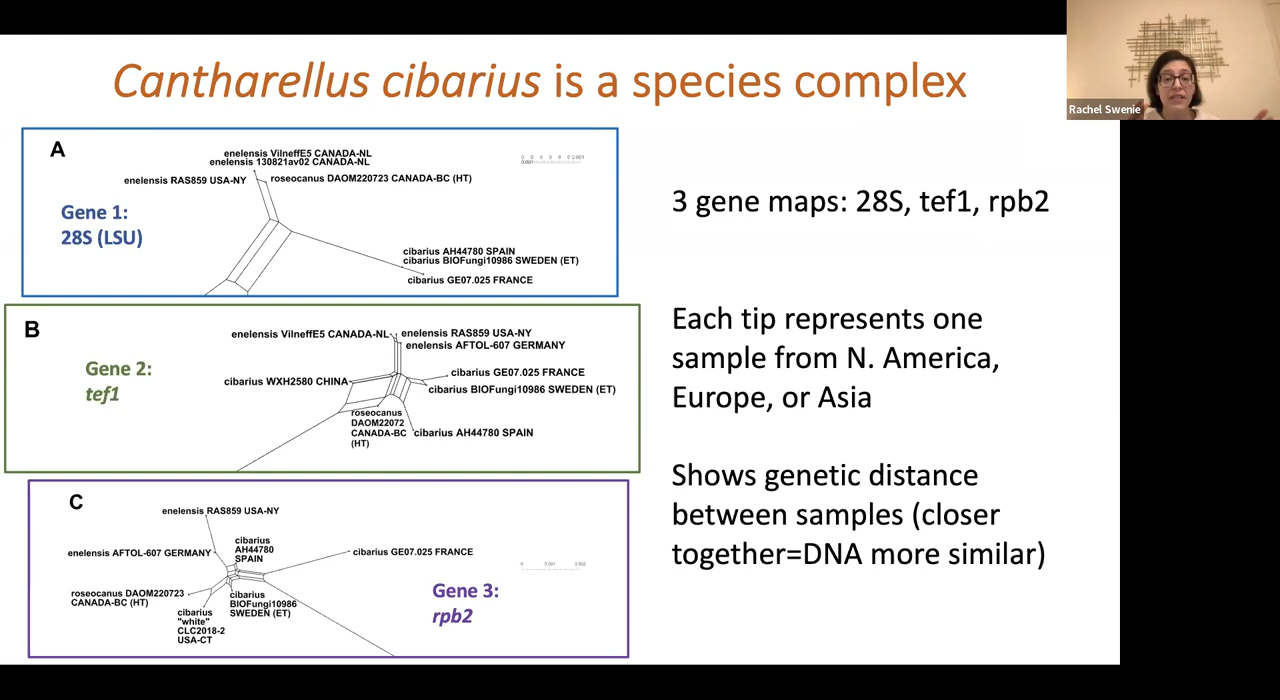 Cantharellus cibarius is a species complex
Rachel Swenie
A
enelensis VilneffE5 CANADA-NL
enelensis 130821av02 CANADA-NL
enelensis RAS859 USA-NY
roseocanus DAOM220723 CANADA-BC (HT)
Gene 1:
28S (LSU)
cibarius AH44780 SPAIN
cibarius BIOFungi10986 SWEDEN (ET)
cibarius GE07.025 FRANCE
B
enelensis VilneffE5 CANADA-NL
enelensis RAS859 USA-NY
enelensis AFTOL-607 GERMANY
Gene 2:
tef1
cibarius WXH2580 CHINA
cibarius GE07.025 FRANCE
cibarius BIOFungi10986 SWEDEN (ET)
roseocanus
DAOM22072
CANADA-BC
(HT)
cibarius AH44780 SPAIN
C
enelensis RAS859 USA-NY
enelensis AFTOL-607 GERMANY
cibarius
AH44780
SPAIN
cibarius GE07.025 FRANCE
0 0.001 0.002
roseocanus DAOM220723
CANADA-BC (HT)
cibarius
"white"
CLC2018-2
USA-CT
cibarius
BIOFungi10986
SWEDEN (ET)
Gene 3:
rpb2
3 gene maps: 28S, tef1, rpb2
Each tip represents one
sample from N. America,
Europe, or Asia
Shows genetic distance
between samples (closer
together=DNA more similar)